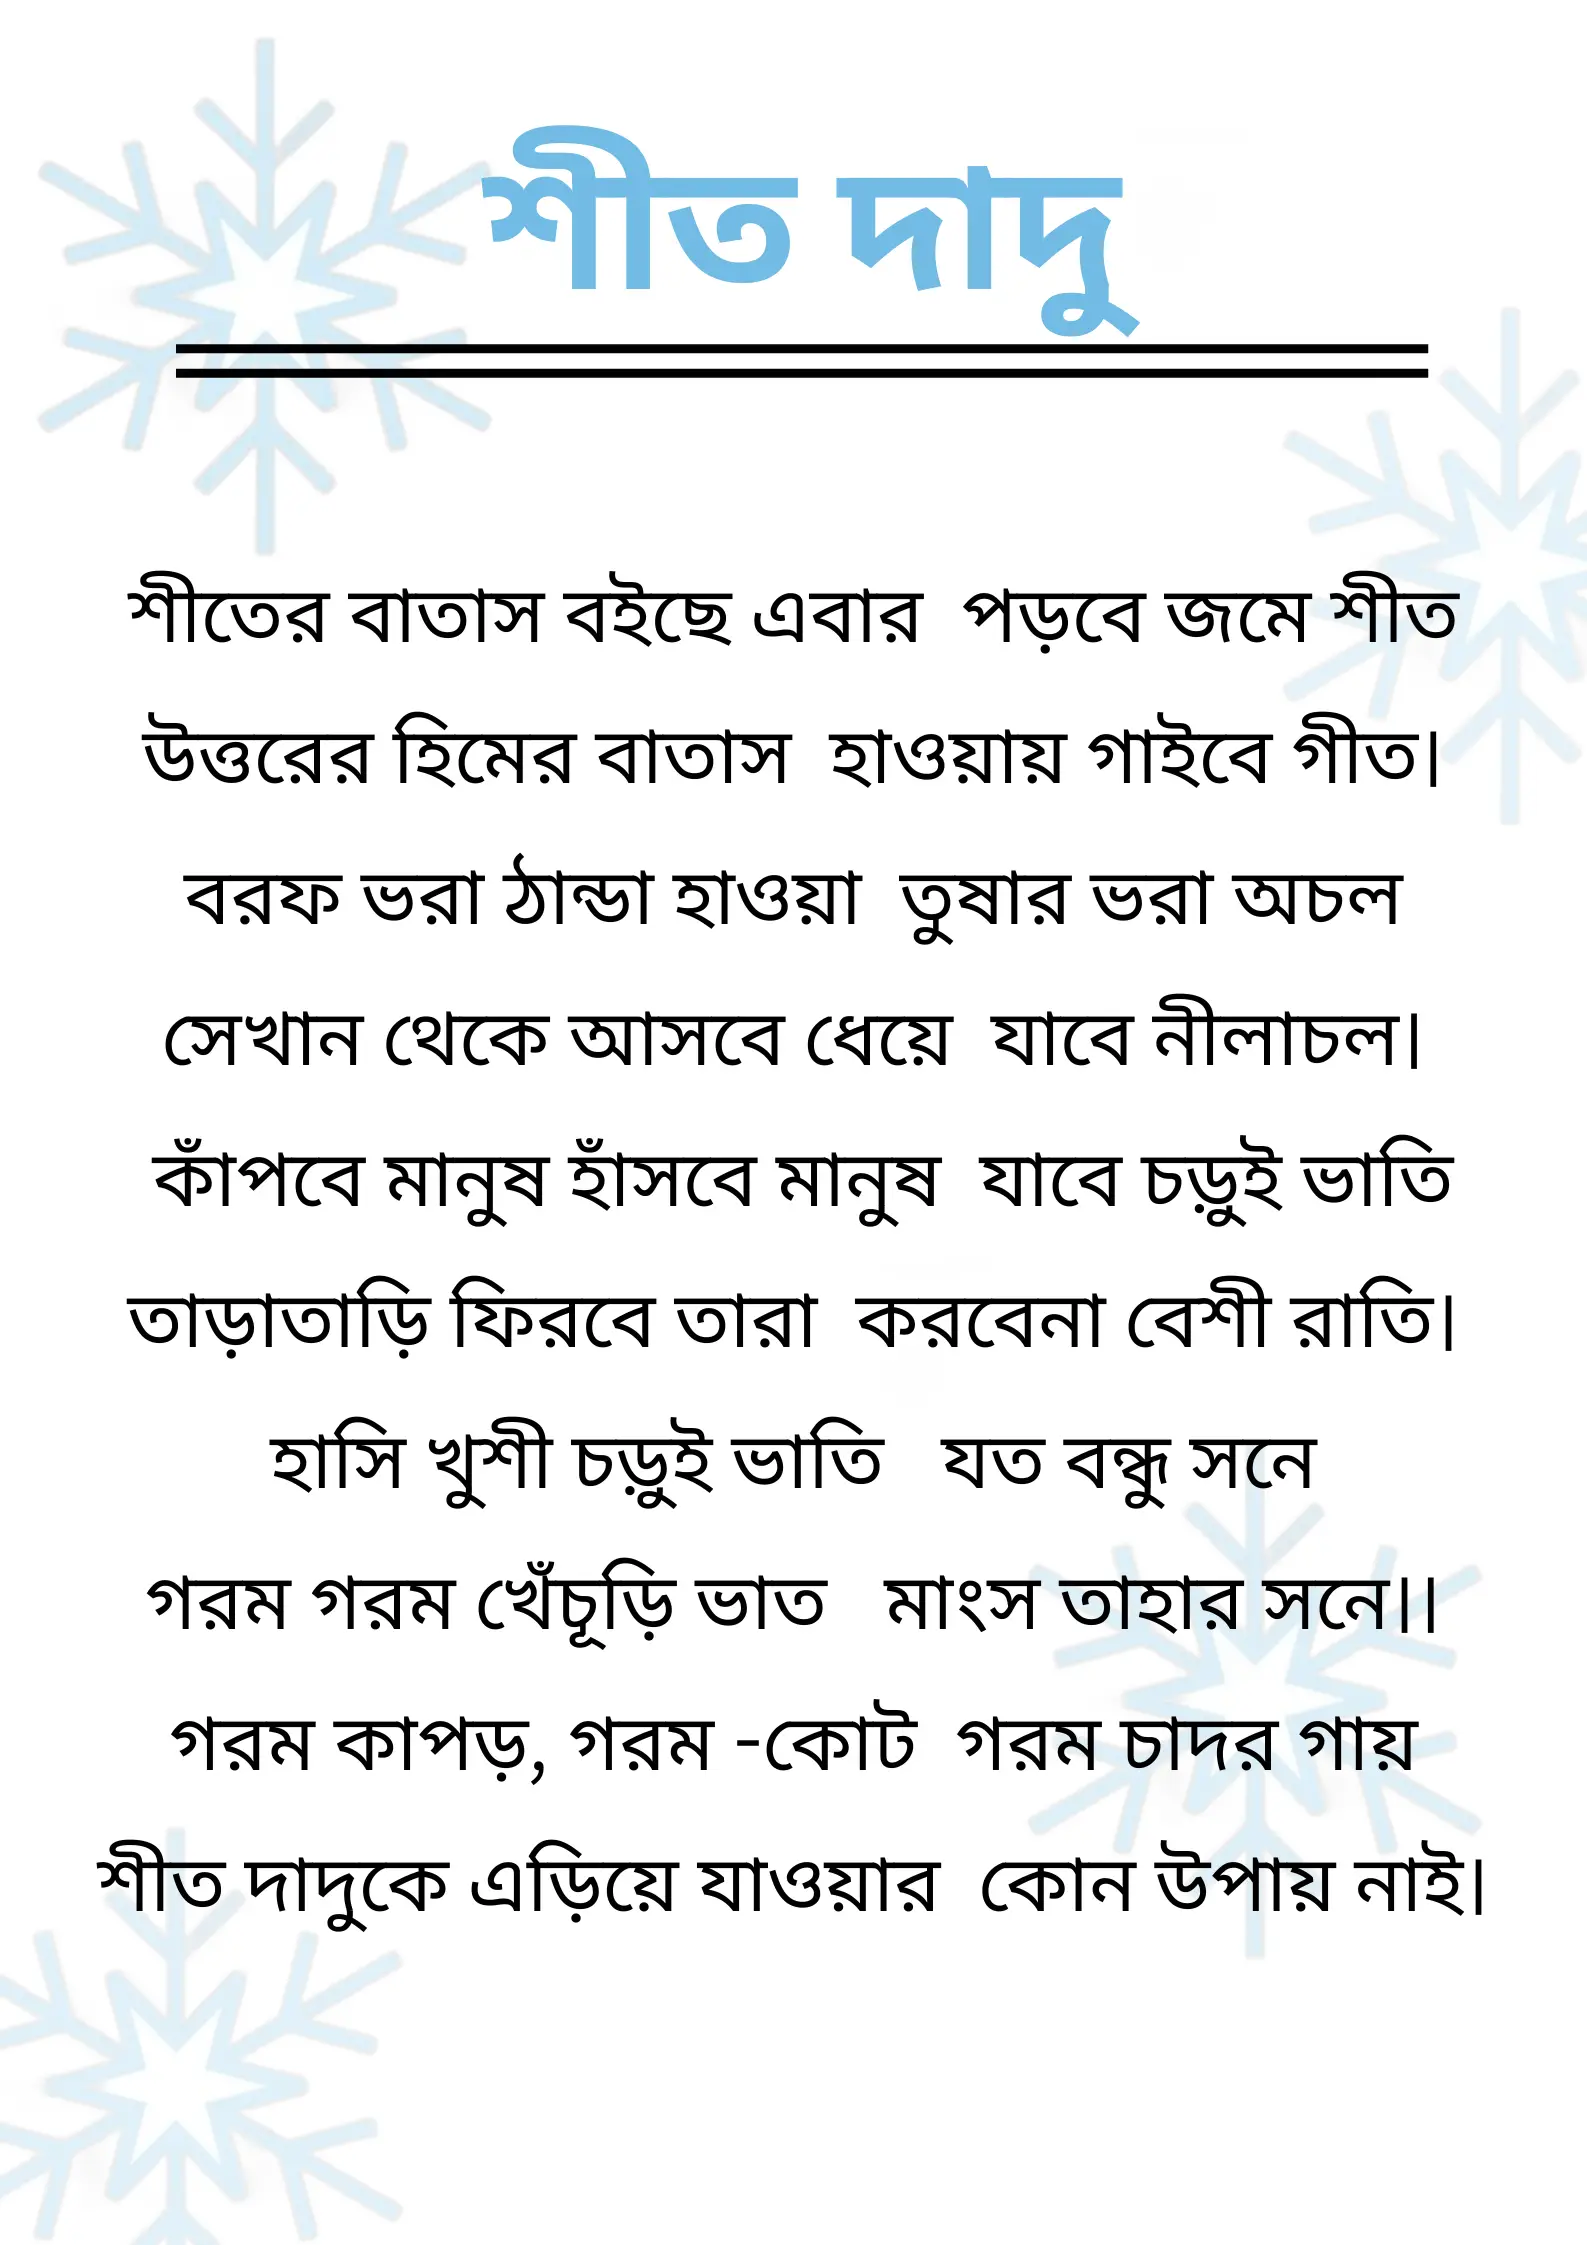 শীত দাদু
শীতের বাতাস বইছে এবার  পড়বে জমে শীত
উত্তরের হিমের বাতাস  হাওয়ায় গাইবে গীত।
বরফ ভরা ঠান্ডা হাওয়া  তুষার ভরা অচল
সেখান থেকে আসবে ধেয়ে  যাবে নীলাচল।
কাঁপবে মানুষ হাঁসবে মানুষ  যাবে চড়ুই ভাতি
তাড়াতাড়ি ফিরবে তারা  করবেনা বেশী রাতি।
হাসি খুশী চড়ুই ভাতি   যত বন্ধু সনে
গরম গরম খেঁচূড়ি ভাত   মাংস তাহার সনে।।
গরম কাপড়, গরম -কোট  গরম চাদর গায়
শীত দাদুকে এড়িয়ে যাওয়ার  কোন উপায় নাই।